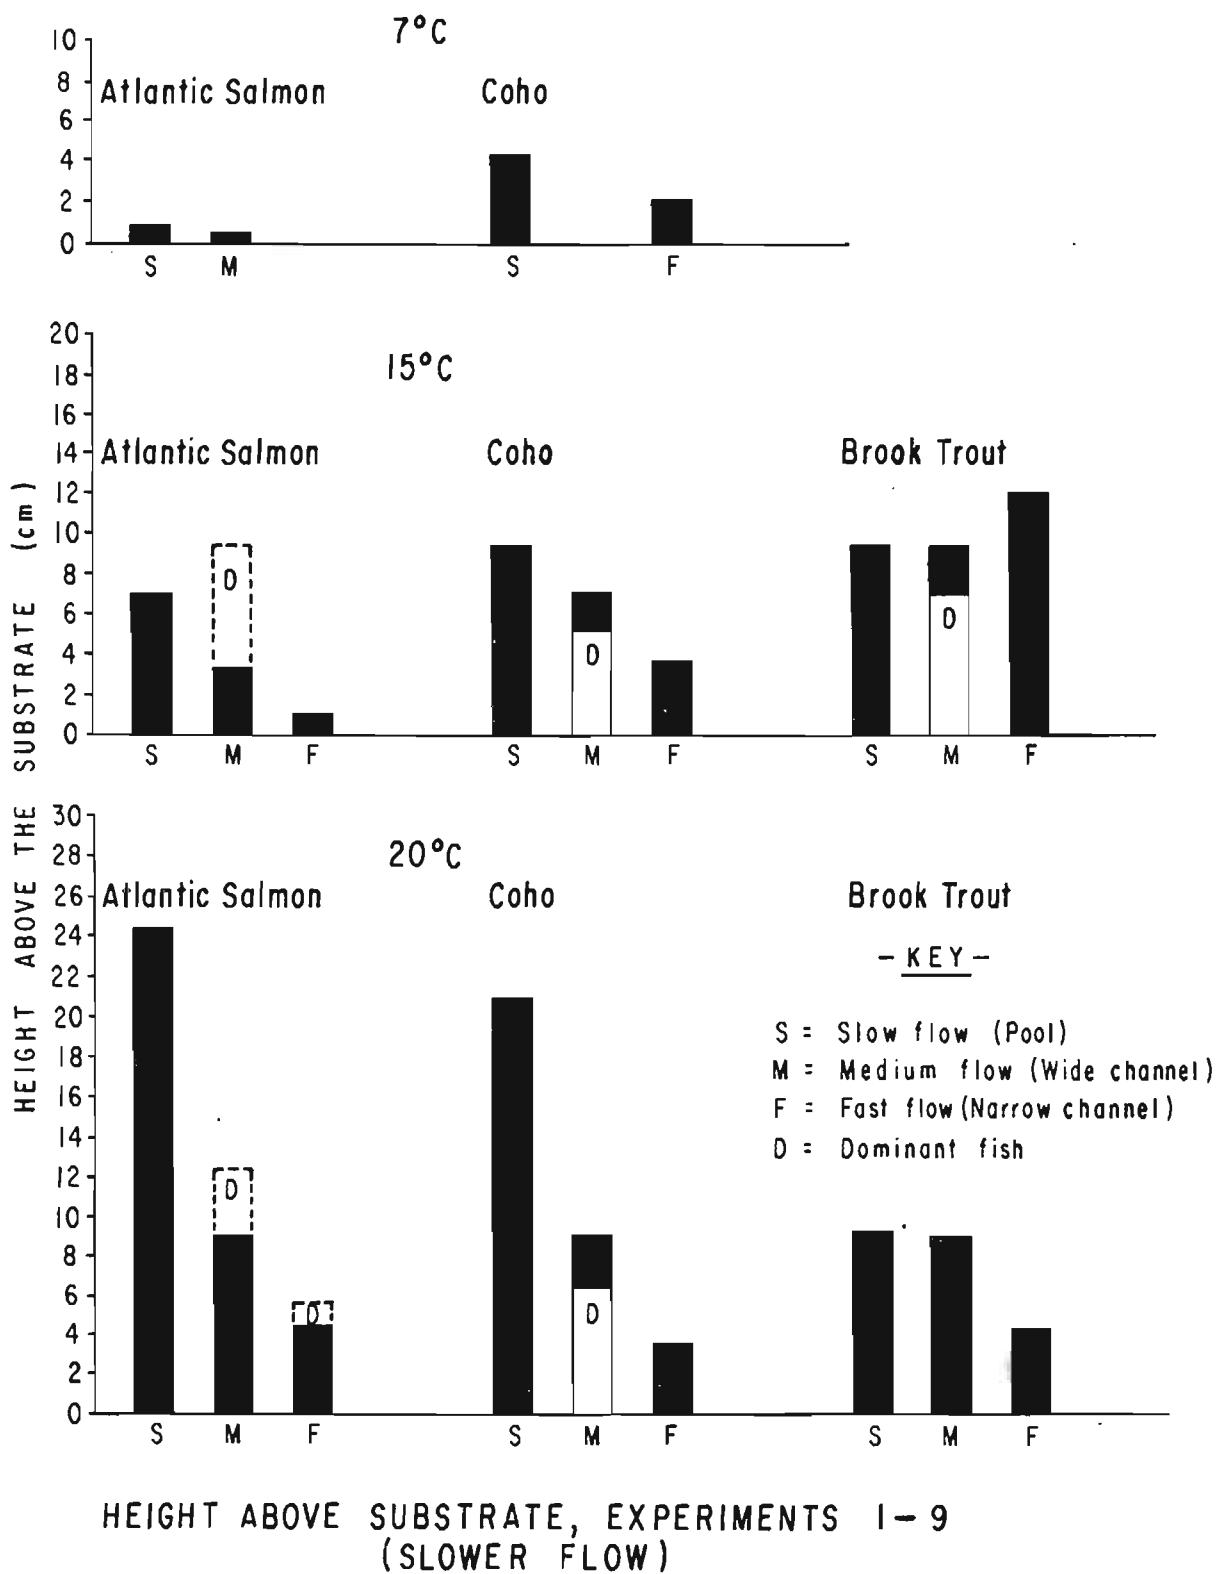 7°C
10
8
6
4
2
0
Atlantic Salmon Coho
S M S F
15°C
20
18
16
14
12
10
8
6
4
2
0
Atlantic Salmon Coho Brook Trout
D
D
D
S M F S M F S M F
20°C
30
28
26
24
22
20
18
16
14
12
10
8
6
4
2
0
Atlantic Salmon Coho Brook Trout
- KEY -
S = Slow flow (Pool)
M = Medium flow (Wide channel)
F = Fast flow (Narrow channel)
D = Dominant fish
D
D
D
S M F S M F S M F
HEIGHT ABOVE THE SUBSTRATE (cm)
HEIGHT ABOVE SUBSTRATE, EXPERIMENTS 1-9
(SLOWER FLOW)